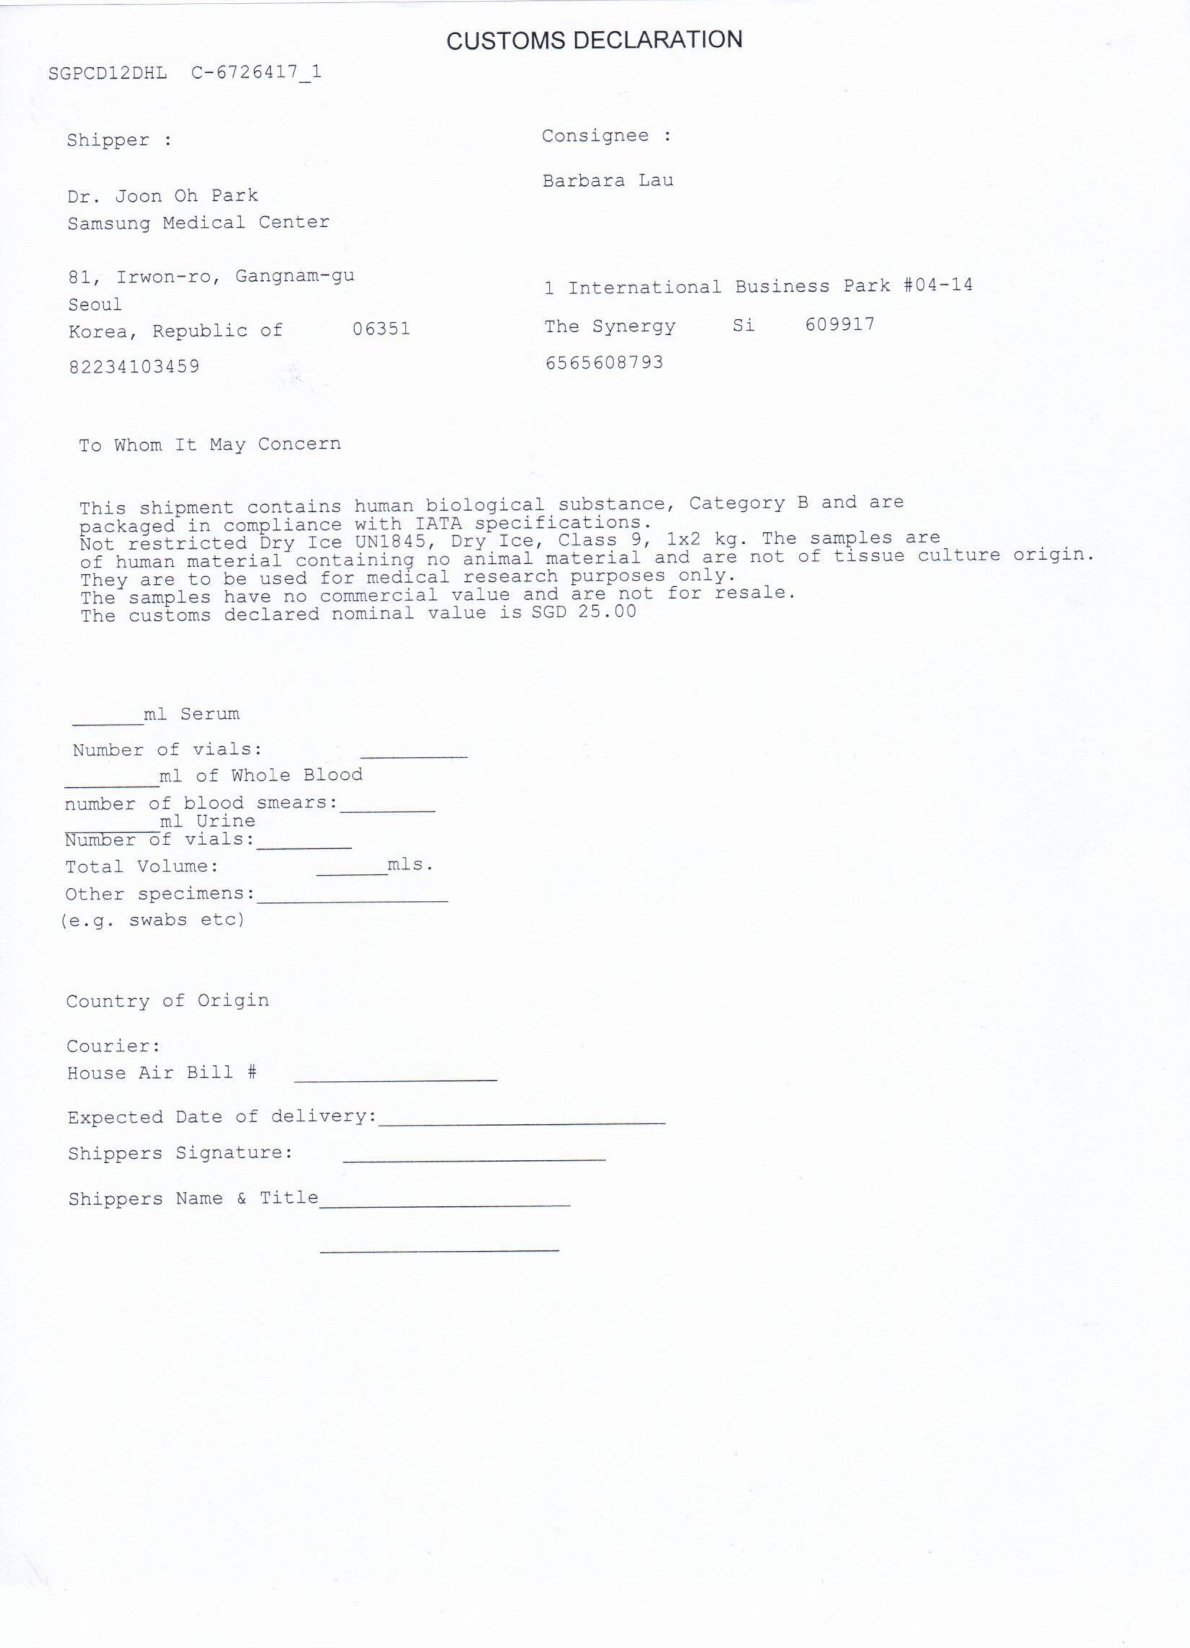 CUSTOMS DECLARATION
SGPCD12DHL C-6726417_1
Shipper :
Dr. Joon Oh Park
Samsung Medical Center
81, Irwon-ro, Gangnam-gu
Seoul
Korea, Republic of 06351
82234103459
Consignee :
Barbara Lau
1 International Business Park #04-14
The Synergy Si 609917
6565608793
To Whom It May Concern
This shipment contains human biological substance, Category B and are
packaged in compliance with IATA specifications.
Not restricted Dry Ice UN1845, Dry Ice, Class 9, 1x2 kg. The samples are
of human material containing no animal material and are not of tissue culture origin.
They are to be used for medical research purposes only.
The samples have no commercial value and are not for resale.
The customs declared nominal value is SGD 25.00
______ml Serum
Number of vials: _________
________ml of Whole Blood
number of blood smears:________
________ml Urine
Number of vials:________
Total Volume: ______mls.
Other specimens:________________
(e.g. swabs etc)
Country of Origin
Courier:
House Air Bill # _________________
Expected Date of delivery:________________________
Shippers Signature: ______________________
Shippers Name & Title_____________________
____________________